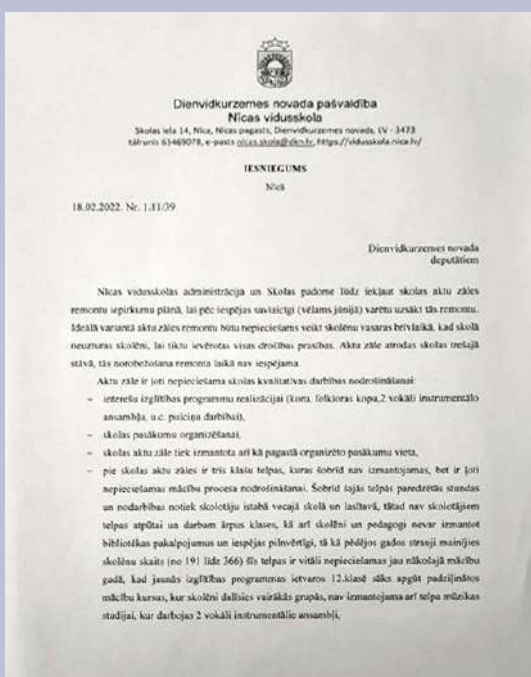 Dienvidkurzemes novada pašvaldība
Nīcas vidusskola
Skolas iela 14, Nīca, Nīcas pagasts, Dienvidkurzemes novads, LV - 3473
tālrunis 63469078, e-pasts nicas.skola@dkn.lv, https://vidusskola.nica.lv/
IESNIEGUMS
Nīcā
18.02.2022. Nr. 1.11/39
Dienvidkurzemes novada
deputātiem
Nīcas vidusskolas administrācija un Skolas padome lūdz iekļaut skolas aktu zāles
remontu iepirkumu plānā, lai pēc iespējas savlaicīgi (vēlams jūnijā) varētu uzsākt tās remontu.
Ideālā variantā aktu zāles remontu būtu nepieciešams veikt skolēnu vasaras brīvlaikā, kad skolā
neuzturas skolēni, lai tiktu ievērotas visas drošības prasības. Aktu zāle atrodas skolas trešajā
stāvā, tās norobežošana remonta laikā nav iespējama.
Aktu zāle ir ļoti nepieciešama skolas kvalitatīvas darbības nodrošināšanai:
- interešu izglītības programmu realizācijai (kora, folkloras kopa,2 vokāli instrumentālo
ansambļa, u.c. pulciņa darbībai),
- skolas pasākumu organizēšanai,
- skolas aktu zāle tiek izmantota arī kā pagastā organizēto pasākumu vieta,
- pie skolas aktu zāles ir trīs klašu telpas, kuras šobrīd nav izmantojamas, bet ir ļoti
nepieciešamas mācību procesa nodrošināšanai. Šobrīd šajās telpās paredzētās stundas
un nodarbības notiek skolotāju istabā vecajā skolā un lasītavā, tātad nav skolotājiem
telpas atpūtai un darbam ārpus klases, kā arī skolēni un pedagogi nevar izmantot
bibliotēkas pakalpojumus un iespējas pilnvērtīgi, tā kā pēdējos gados strauji mainījies
skolēnu skaits (no 191 līdz 366) šīs telpas ir vitāli nepieciešamas jau nākošajā mācību
gadā, kad jaunās izglītības programmas ietvaros 12.klasē sāks apgūt padziļinātos
mācību kursus, kur skolēni dalīsies vairākās grupās, nav izmantojama arī telpa mūzikas
studijai, kur darbojas 2 vokāli instrumentālie ansambļi,